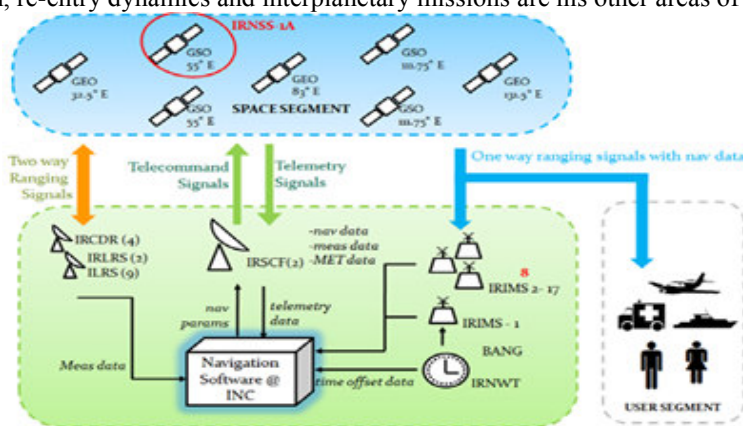 re-entry dynamics and interplanetary missions are his other areas of
IRNSS-1A
GSO
55° E
GEO
32.5° E
GEO
83° E
GSO
111.75° E
GEO
131.5° E
GSO
55° E
SPACE SEGMENT
GSO
111.75° E
Two way
Ranging
Signals
Telecommand
Signals
Telemetry
Signals
One way ranging signals with nav data
IRCDR (4)
IRLRS (2)
ILRS (9)
IRSCF(2)
-nav data
-meas data
-MET data
8
IRIMS 2- 17
nav
params
telemetry
data
IRIMS - 1
Meas data
Navigation
Software @
INC
time offset data
BANG
IRNWT
USER SEGMENT